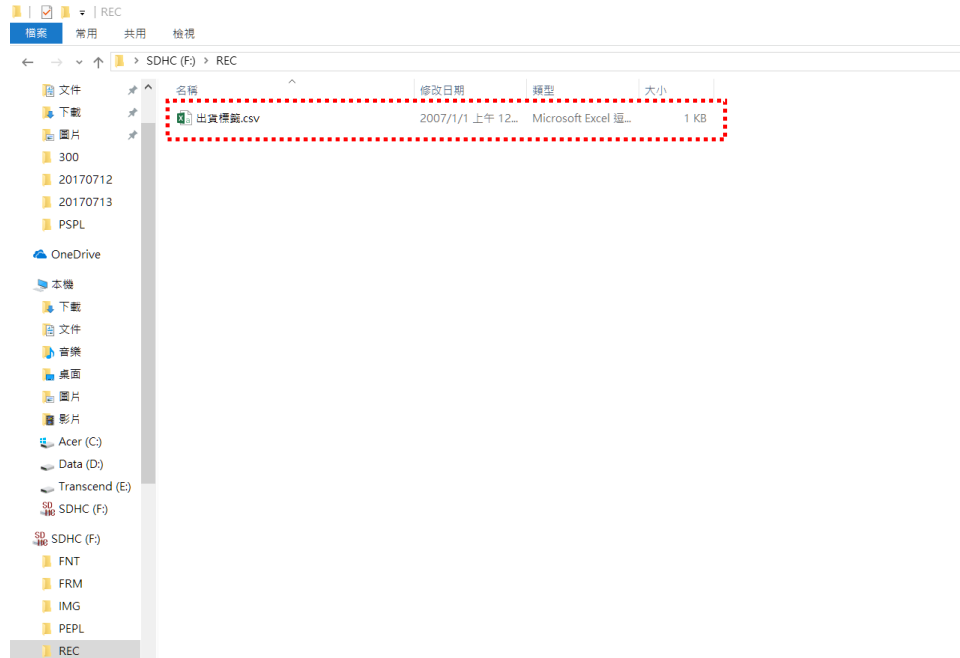 REC
檔案 常用 共用 檢視
SDHC (F:) > REC
名稱 修改日期 類型 大小
出貨標籤.csv 2007/1/1 上午 12... Microsoft Excel 逗... 1 KB
文件
下載
圖片
300
20170712
20170713
PSPL
OneDrive
本機
下載
文件
音樂
桌面
圖片
影片
Acer (C:)
Data (D:)
Transcend (E:)
SDHC (F:)
SDHC (F:)
FNT
FRM
IMG
PEPL
REC